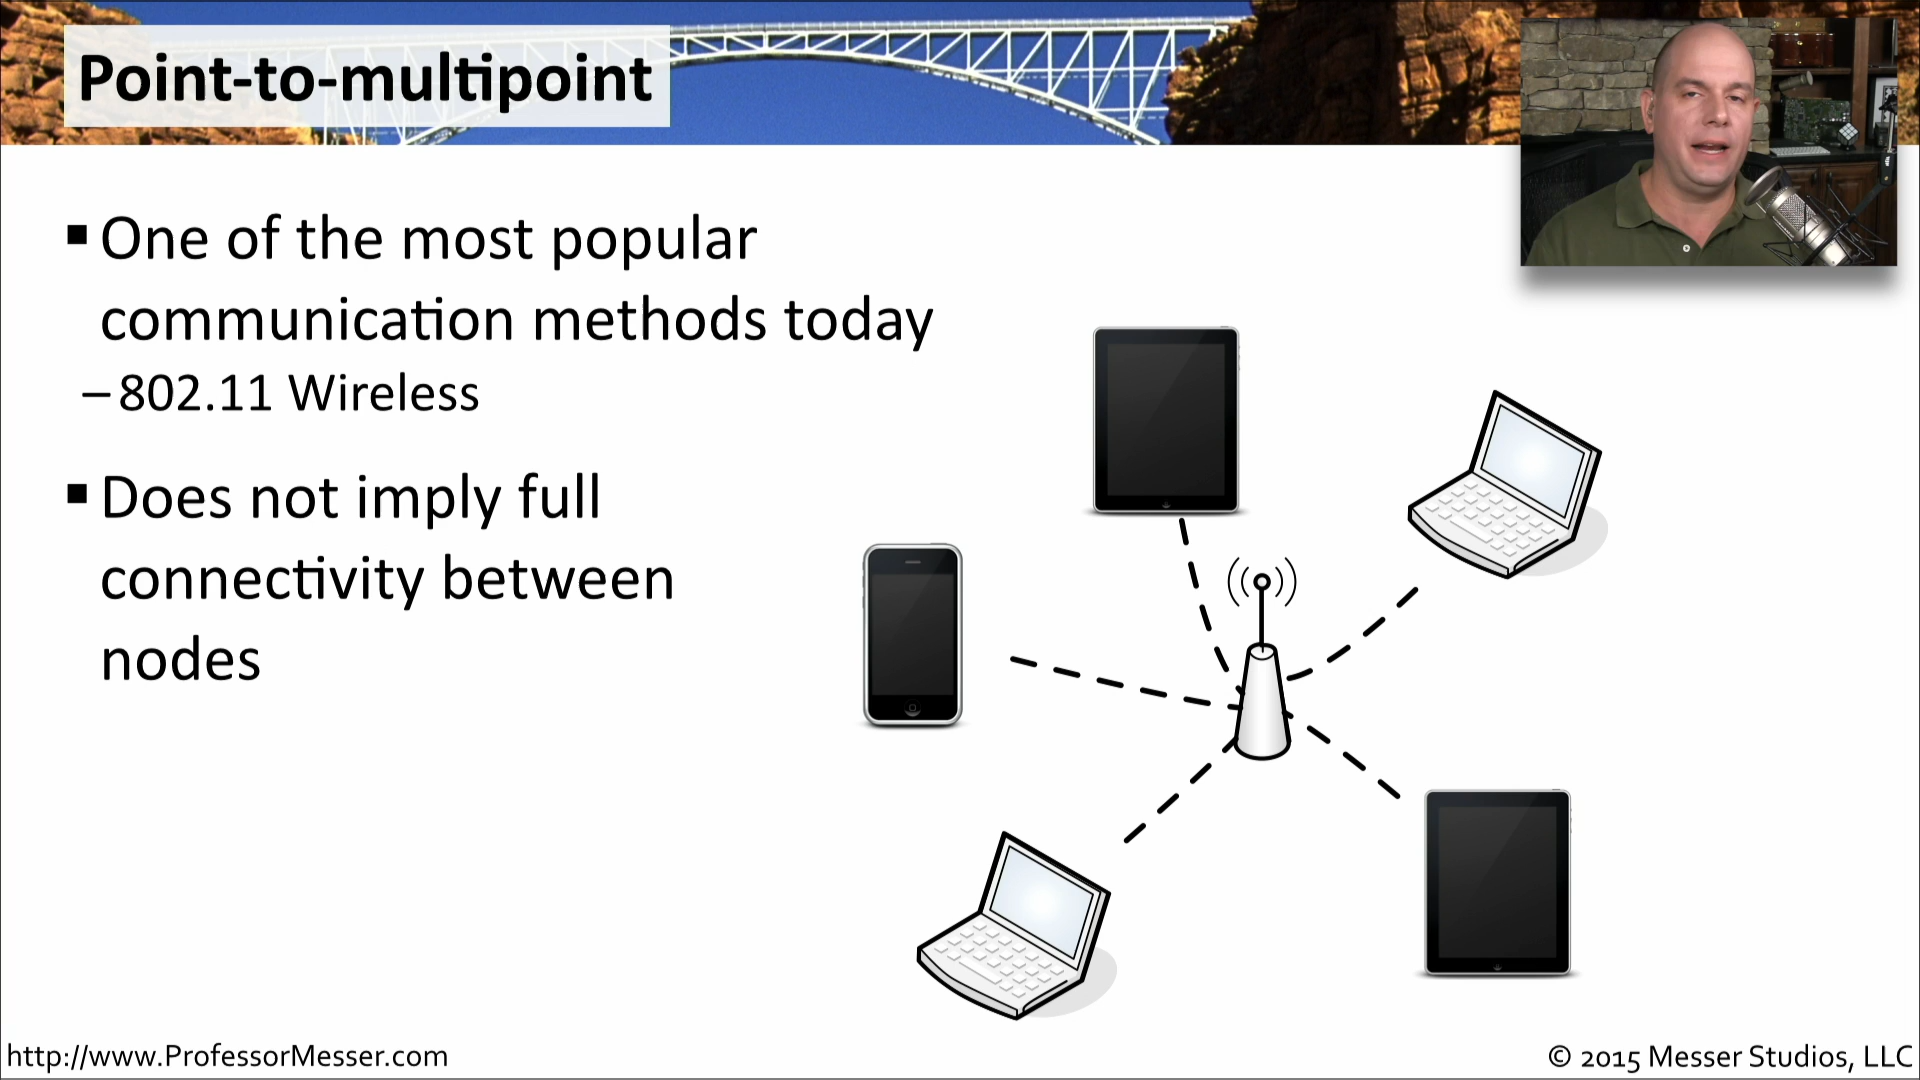 Point-to-multipoint
▪ One of the most popular
communication methods today
– 802.11 Wireless
▪ Does not imply full
connectivity between
nodes
http://www.ProfessorMesser.com
© 2015 Messer Studios, LLC